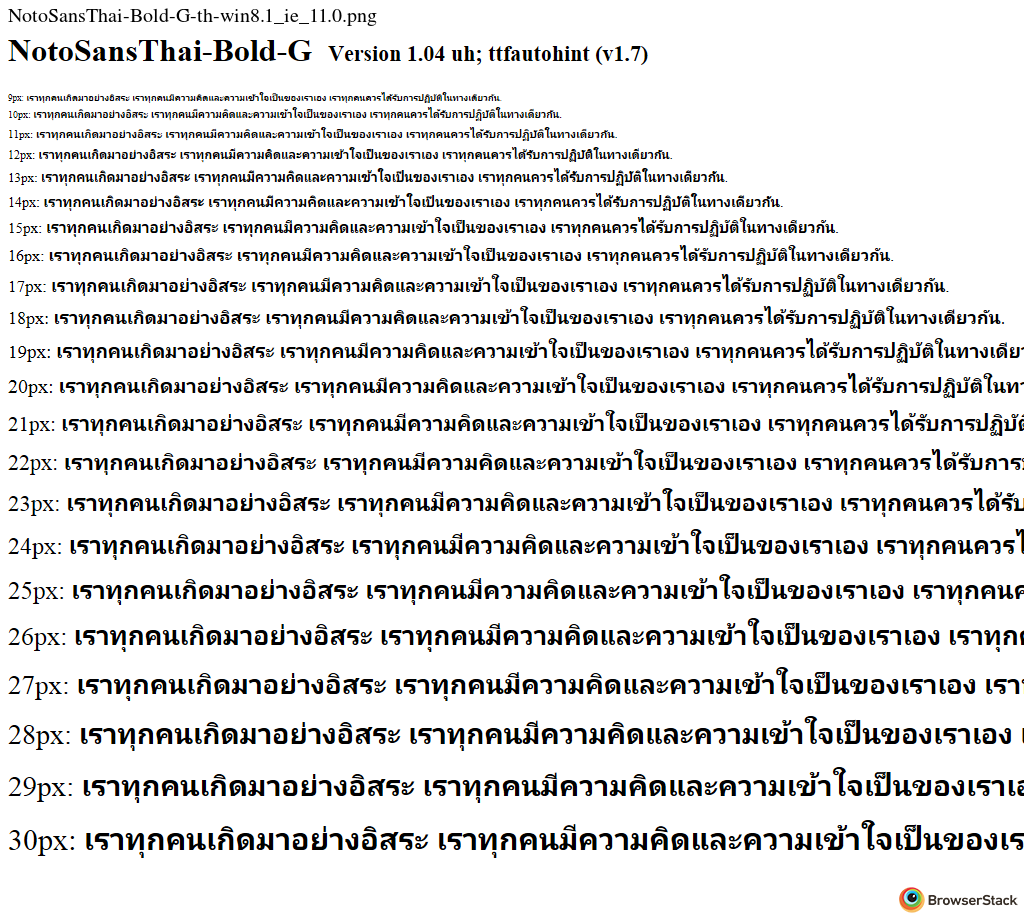 NotoSansThai-Bold-G-th-win8.1_ie_11.0.png
NotoSansThai-Bold-G Version 1.04 uh; ttfautohint (v1.7)
9px: เราทุกคนเกิดมาอย่างอิสระ เราทุกคนมีความคิดและความเข้าใจเป็นของเราเอง เราทุกคนควรได้รับการปฏิบัติในทางเดียวกัน.
10px: เราทุกคนเกิดมาอย่างอิสระ เราทุกคนมีความคิดและความเข้าใจเป็นของเราเอง เราทุกคนควรได้รับการปฏิบัติในทางเดียวกัน.
11px: เราทุกคนเกิดมาอย่างอิสระ เราทุกคนมีความคิดและความเข้าใจเป็นของเราเอง เราทุกคนควรได้รับการปฏิบัติในทางเดียวกัน.
12px: เราทุกคนเกิดมาอย่างอิสระ เราทุกคนมีความคิดและความเข้าใจเป็นของเราเอง เราทุกคนควรได้รับการปฏิบัติในทางเดียวกัน.
13px: เราทุกคนเกิดมาอย่างอิสระ เราทุกคนมีความคิดและความเข้าใจเป็นของเราเอง เราทุกคนควรได้รับการปฏิบัติในทางเดียวกัน.
14px: เราทุกคนเกิดมาอย่างอิสระ เราทุกคนมีความคิดและความเข้าใจเป็นของเราเอง เราทุกคนควรได้รับการปฏิบัติในทางเดียวกัน.
15px: เราทุกคนเกิดมาอย่างอิสระ เราทุกคนมีความคิดและความเข้าใจเป็นของเราเอง เราทุกคนควรได้รับการปฏิบัติในทางเดียวกัน.
16px: เราทุกคนเกิดมาอย่างอิสระ เราทุกคนมีความคิดและความเข้าใจเป็นของเราเอง เราทุกคนควรได้รับการปฏิบัติในทางเดียวกัน.
17px: เราทุกคนเกิดมาอย่างอิสระ เราทุกคนมีความคิดและความเข้าใจเป็นของเราเอง เราทุกคนควรได้รับการปฏิบัติในทางเดียวกัน.
18px: เราทุกคนเกิดมาอย่างอิสระ เราทุกคนมีความคิดและความเข้าใจเป็นของเราเอง เราทุกคนควรได้รับการปฏิบัติในทางเดียวกัน.
19px: เราทุกคนเกิดมาอย่างอิสระ เราทุกคนมีความคิดและความเข้าใจเป็นของเราเอง เราทุกคนควรได้รับการปฏิบัติในทางเดีย
20px: เราทุกคนเกิดมาอย่างอิสระ เราทุกคนมีความคิดและความเข้าใจเป็นของเราเอง เราทุกคนควรได้รับการปฏิบัติในท
21px: เราทุกคนเกิดมาอย่างอิสระ เราทุกคนมีความคิดและความเข้าใจเป็นของเราเอง เราทุกคนควรได้รับการปฏิบัติ
22px: เราทุกคนเกิดมาอย่างอิสระ เราทุกคนมีความคิดและความเข้าใจเป็นของเราเอง เราทุกคนควรได้รับการ
23px: เราทุกคนเกิดมาอย่างอิสระ เราทุกคนมีความคิดและความเข้าใจเป็นของเราเอง เราทุกคนควรได้รับ
24px: เราทุกคนเกิดมาอย่างอิสระ เราทุกคนมีความคิดและความเข้าใจเป็นของเราเอง เราทุกคนควรไ
25px: เราทุกคนเกิดมาอย่างอิสระ เราทุกคนมีความคิดและความเข้าใจเป็นของเราเอง เราทุกคนค
26px: เราทุกคนเกิดมาอย่างอิสระ เราทุกคนมีความคิดและความเข้าใจเป็นของเราเอง เราทุก
27px: เราทุกคนเกิดมาอย่างอิสระ เราทุกคนมีความคิดและความเข้าใจเป็นของเราเอง เรา
28px: เราทุกคนเกิดมาอย่างอิสระ เราทุกคนมีความคิดและความเข้าใจเป็นของเราเอง เ
29px: เราทุกคนเกิดมาอย่างอิสระ เราทุกคนมีความคิดและความเข้าใจเป็นของเราเอ
30px: เราทุกคนเกิดมาอย่างอิสระ เราทุกคนมีความคิดและความเข้าใจเป็นของเร
BrowserStack